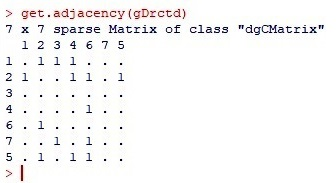 > get.adjacency(gDrctd)
7 x 7 sparse Matrix of class "dgCMatrix"
  1 2 3 4 6 7 5
1 . 1 1 1 . . .
2 1 . 1 1 . . 1
3 . . . . . . .
4 . . . . 1 . .
6 . 1 . . . . .
7 . . 1 . 1 . .
5 . 1 . 1 1 . .
>